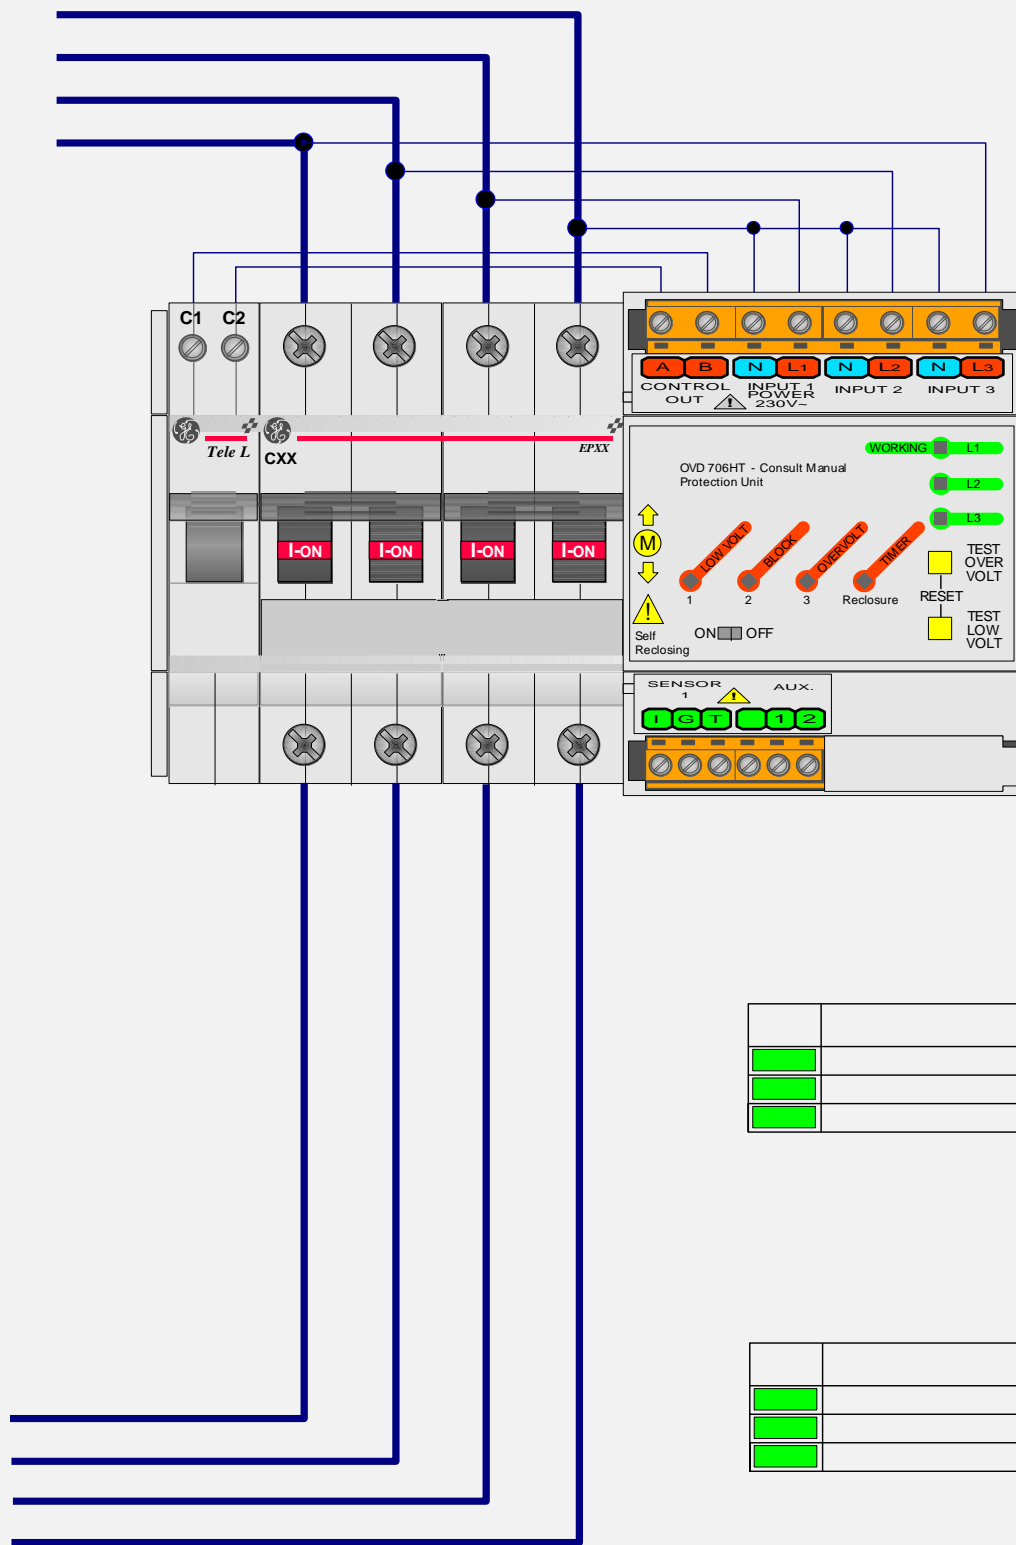 C1 C2
A B N L1 N L2 N L3
CONTROL OUT
INPUT 1
POWER
230V~
INPUT 2
INPUT 3
Tele L
CXX
EPXX
I-ON I-ON I-ON I-ON
OVD 706HT - Consult Manual
Protection Unit
WORKING L1
L2
L3
M
LOW VOLT
BLOCK
OVERVOLT
TIMER
1 2 3 Reclosure
TEST
OVER
VOLT
RESET
TEST
LOW
VOLT
!
Self
Reclosing
ON OFF
SENSOR
1
!
AUX.
I G T 1 2